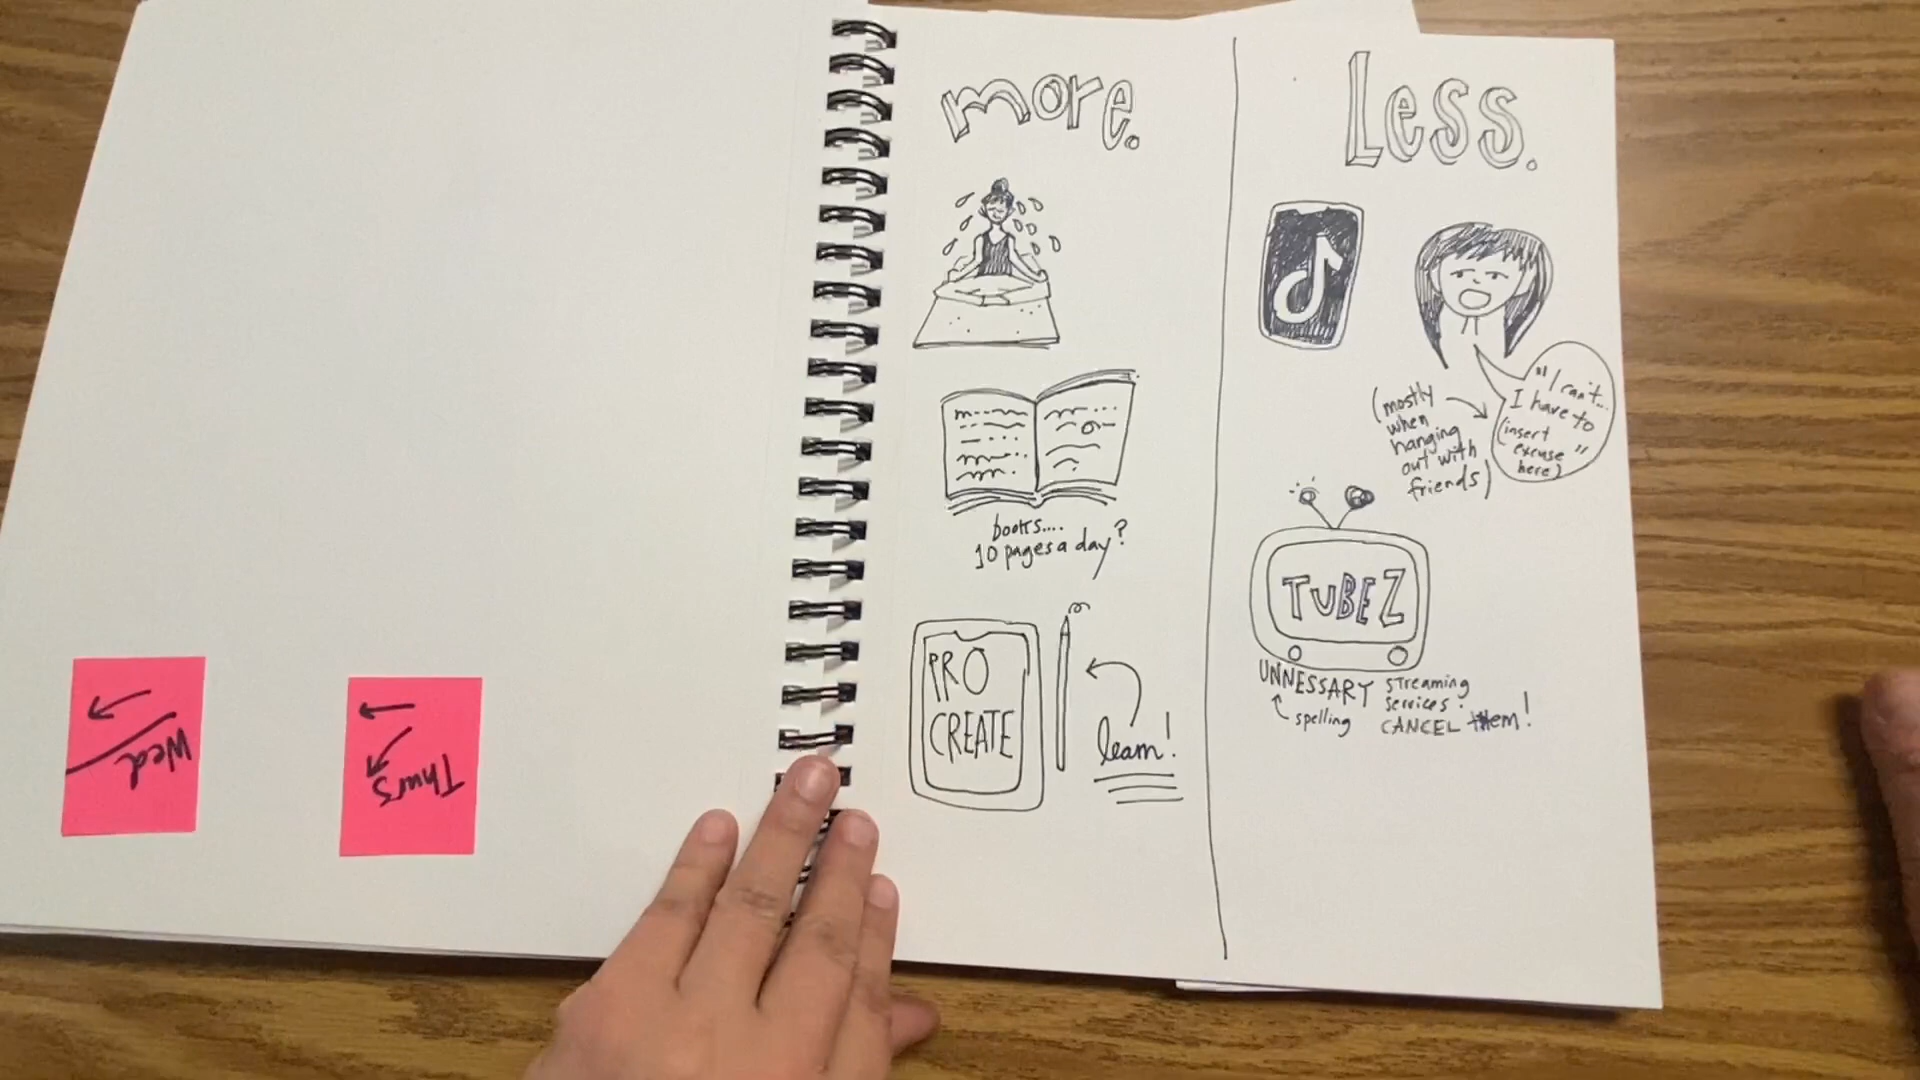 Wed
Thurs
more.
books....
10 pages a day?
PRO
CREATE
learn!
Less.
"I can't...
I have to
(insert
excuse "
here)
(mostly
when
hanging
out with
friends)
TUBEZ
UNNESSARY streaming
services.
spelling
CANCEL them!